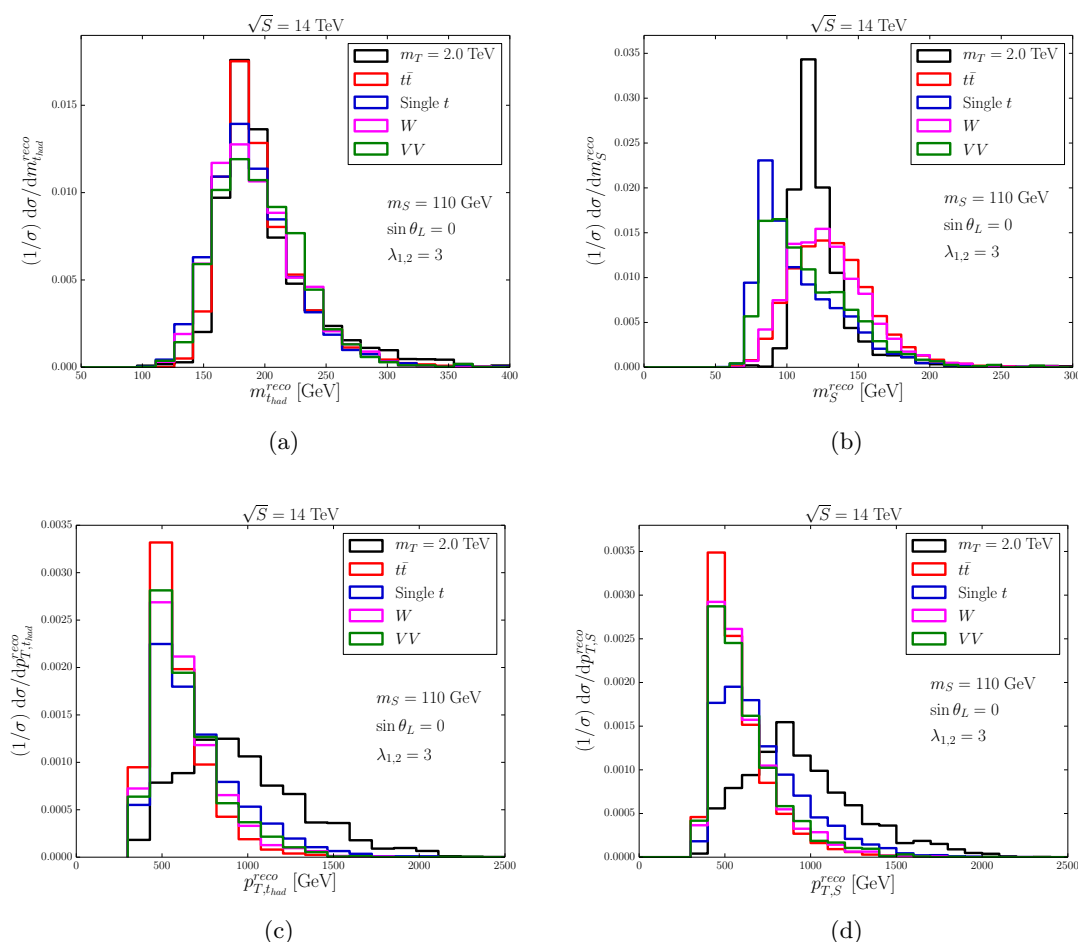 √S = 14 TeV
(1/σ) dσ/dm_{t_{had}}^{reco}
0.015
0.010
0.005
0.000
m_T = 2.0 TeV
tt̄
Single t
W
VV
m_S = 110 GeV
sin θ_L = 0
λ_{1,2} = 3
50 100 150 200 250 300 350 400
m_{t_{had}}^{reco} [GeV]
(a)
√S = 14 TeV
(1/σ) dσ/dm_S^{reco}
0.035
0.030
0.025
0.020
0.015
0.010
0.005
0.000
m_T = 2.0 TeV
tt̄
Single t
W
VV
m_S = 110 GeV
sin θ_L = 0
λ_{1,2} = 3
0 50 100 150 200 250 300
m_S^{reco} [GeV]
(b)
√S = 14 TeV
(1/σ) dσ/dp_{T,t_{had}}^{reco}
0.0035
0.0030
0.0025
0.0020
0.0015
0.0010
0.0005
0.0000
m_T = 2.0 TeV
tt̄
Single t
W
VV
m_S = 110 GeV
sin θ_L = 0
λ_{1,2} = 3
0 500 1000 1500 2000 2500
p_{T,t_{had}}^{reco} [GeV]
(c)
√S = 14 TeV
(1/σ) dσ/dp_{T,S}^{reco}
0.0035
0.0030
0.0025
0.0020
0.0015
0.0010
0.0005
0.0000
m_T = 2.0 TeV
tt̄
Single t
W
VV
m_S = 110 GeV
sin θ_L = 0
λ_{1,2} = 3
0 500 1000 1500 2000 2500
p_{T,S}^{reco} [GeV]
(d)